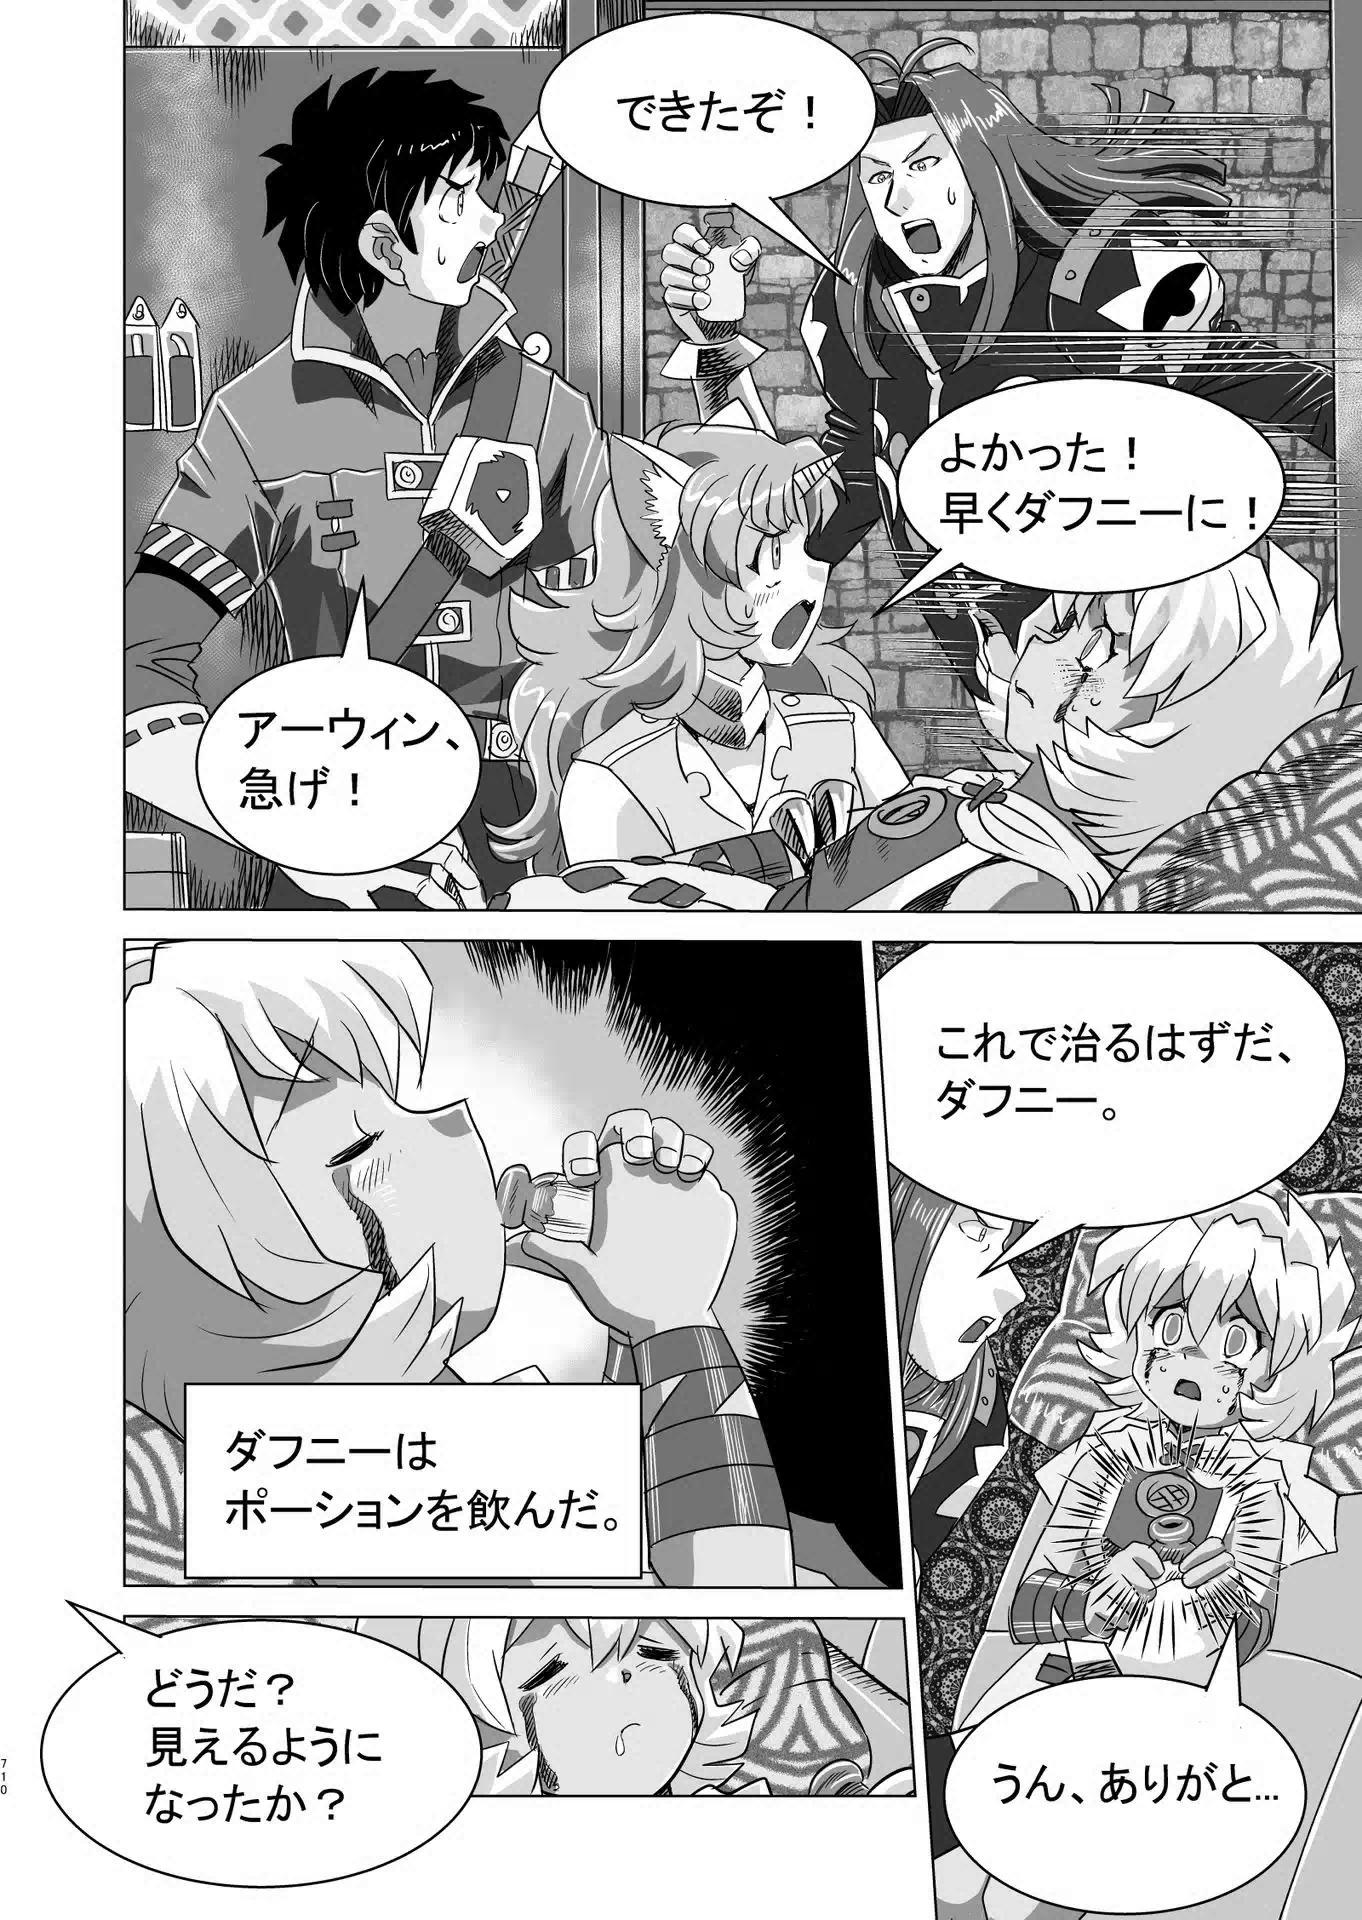 できたぞ！
よかった！
早くダフニーに！
アーウィン、
急げ！
これで治るはずだ、
ダフニー。
うん、ありがと…
ダフニーは
ポーションを飲んだ。
どうだ？
見えるように
なったか？
710